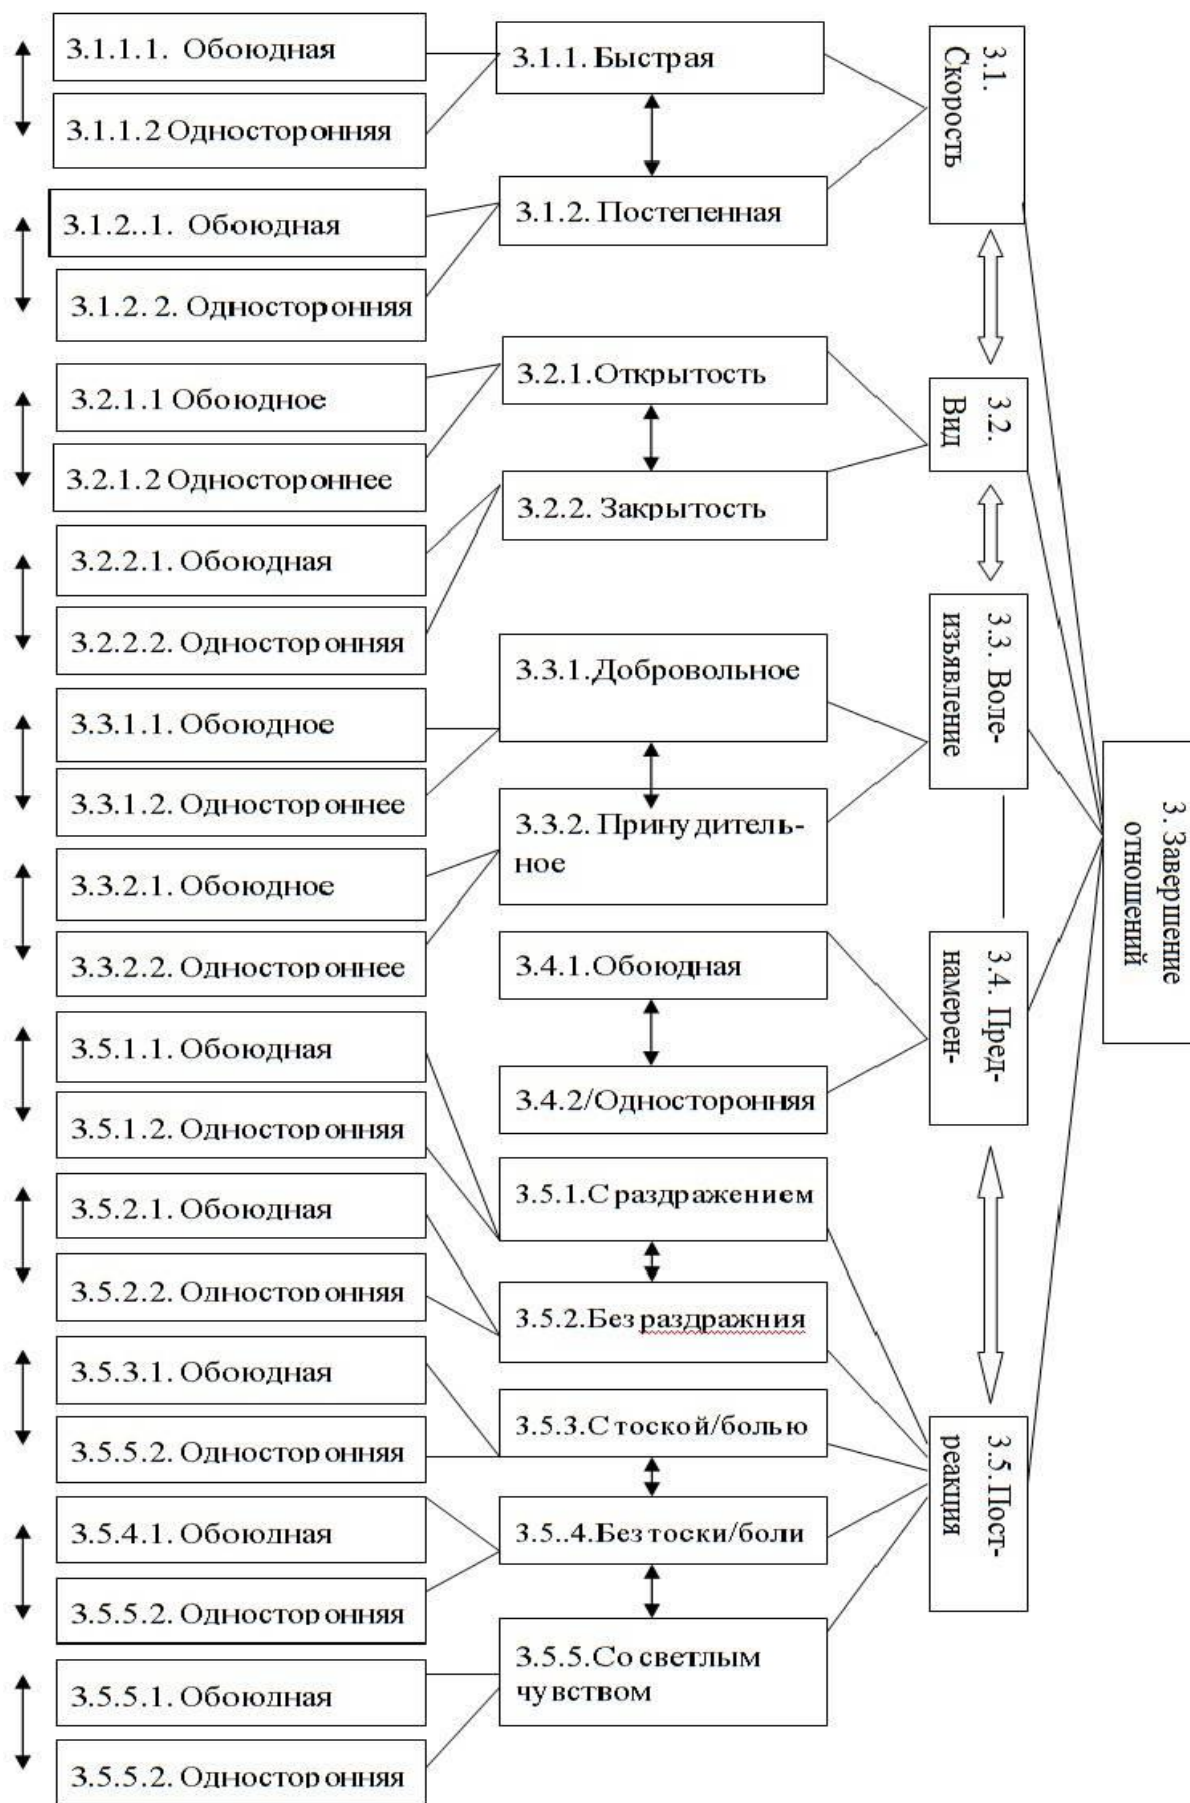 3.1.1.1. Обоюдная
3.1.1.2 Односторонняя
3.1.2..1. Обоюдная
3.1.2.2. Односторонняя
3.2.1.1 Обоюдное
3.2.1.2 Одностороннее
3.2.2.1. Обоюдная
3.2.2.2. Односторонняя
3.3.1.1. Обоюдное
3.3.1.2. Одностороннее
3.3.2.1. Обоюдное
3.3.2.2. Одностороннее
3.5.1.1. Обоюдная
3.5.1.2. Односторонняя
3.5.2.1. Обоюдная
3.5.2.2. Односторонняя
3.5.3.1. Обоюдная
3.5.5.2. Односторонняя
3.5.4.1. Обоюдная
3.5.5.2. Односторонняя
3.5.5.1. Обоюдная
3.5.5.2. Односторонняя
3.1.1. Быстрая
3.1.2. Постепенная
3.2.1.Открытость
3.2.2. Закрытость
3.3.1.Добровольное
3.3.2. Принудитель-
ное
3.4.1.Обоюдная
3.4.2/Односторонняя
3.5.1.С раздражением
3.5.2.Без раздражния
3.5.3.С тоской/болью
3.5..4.Без тоски/боли
3.5.5.Со светлым
чувством
3.1.
Скорость
3.2.
Вид
3.3. Воле-
изъявление
3.4. Пред-
намерен-
3.5.Пост-
реакция
3. Завершение
отношений